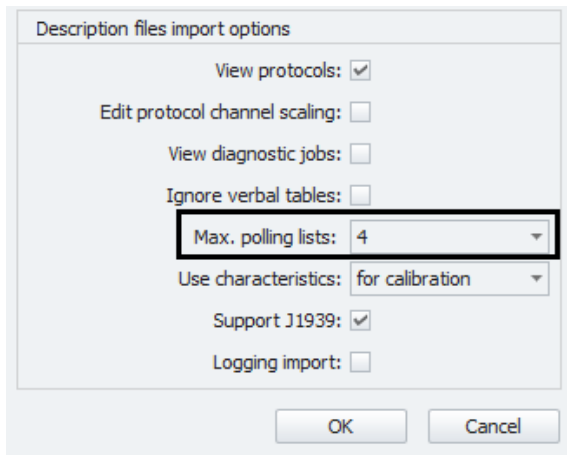 Description files import options
View protocols:
Edit protocol channel scaling:
View diagnostic jobs:
Ignore verbal tables:
Max. polling lists: 4
Use characteristics: for calibration
Support J1939:
Logging import:
OK Cancel